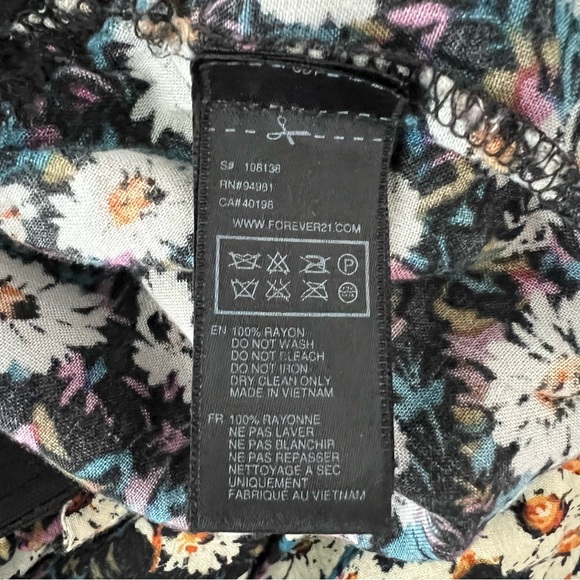 S# 108138
RN#94981
CA#40198
WWW.FOREVER21.COM
P
EN 100% RAYON
DO NOT WASH
DO NOT BLEACH
DO NOT IRON
DRY CLEAN ONLY
MADE IN VIETNAM
FR 100% RAYONNE
NE PAS LAVER
NE PAS BLANCHIR
NE PAS REPASSER
NETTOYAGE A SEC
UNIQUEMENT
FABRIQUÉ AU VIETNAM